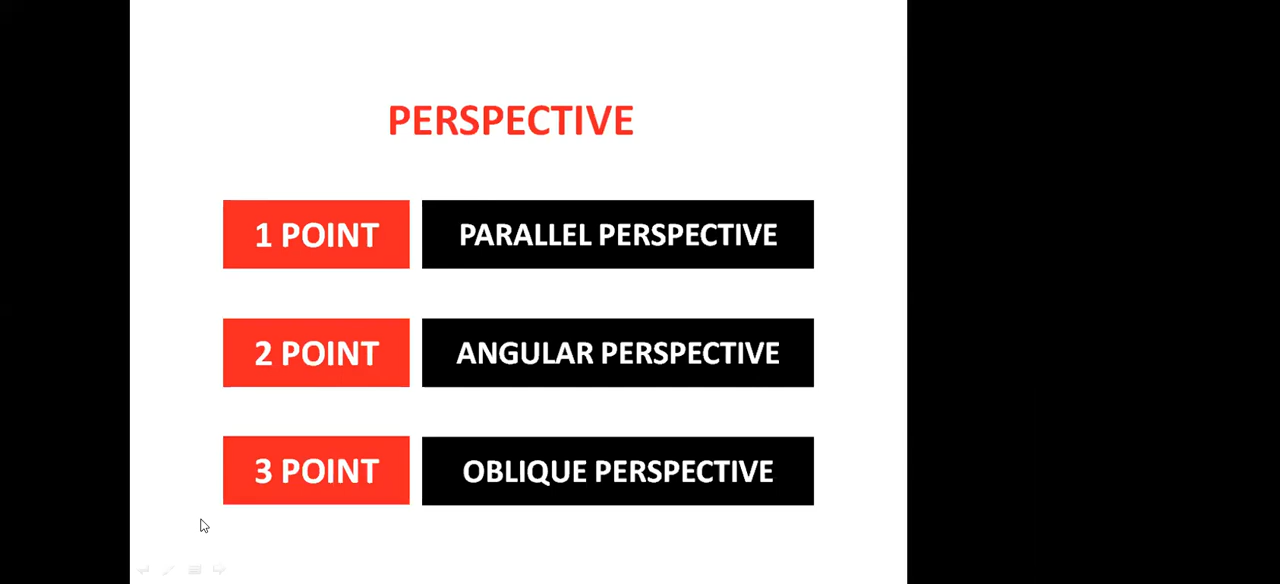 PERSPECTIVE
1 POINT PARALLEL PERSPECTIVE
2 POINT ANGULAR PERSPECTIVE
3 POINT OBLIQUE PERSPECTIVE